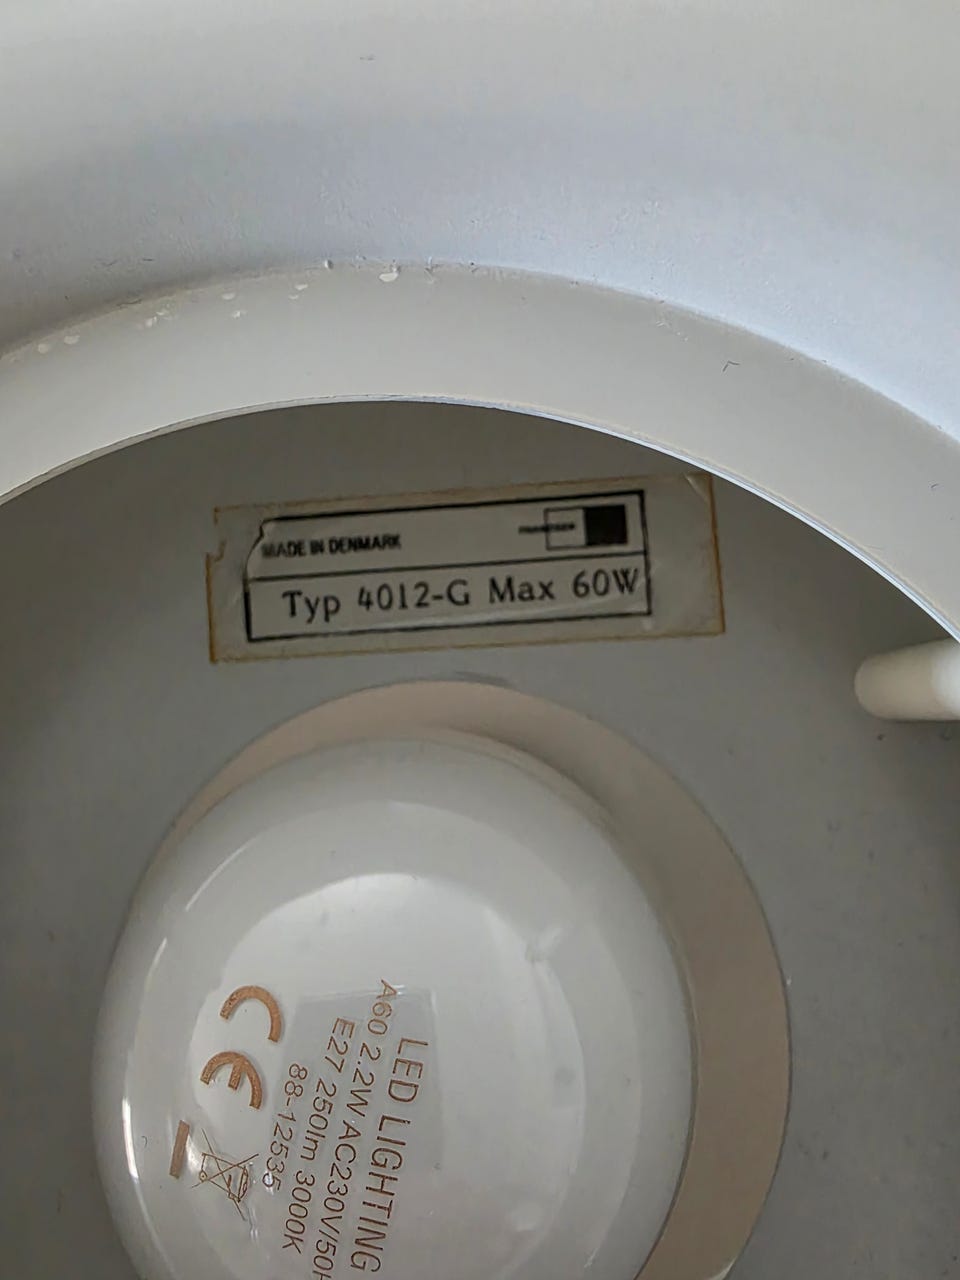 MADE IN DENMARK
Typ 4012-G Max 60W
LED LIGHTING
A60 2.2W AC230V/50H
E27 250lm 3000K
88-12535
CE